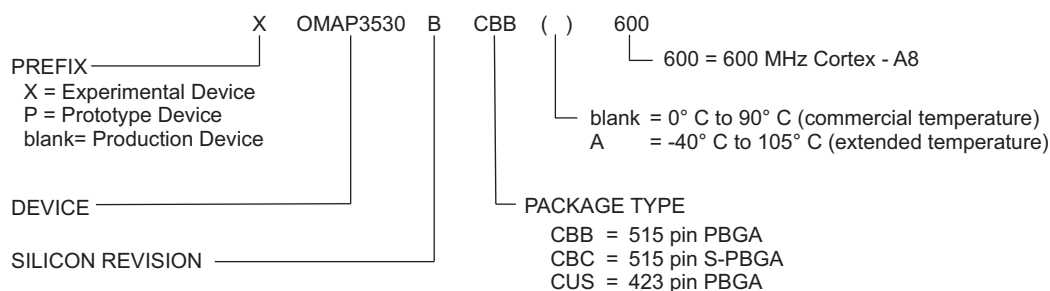 X OMAP3530 B CBB ( ) 600
600 = 600 MHz Cortex - A8
PREFIX
X = Experimental Device
P = Prototype Device
blank= Production Device
blank = 0° C to 90° C (commercial temperature)
A = -40° C to 105° C (extended temperature)
DEVICE
PACKAGE TYPE
CBB = 515 pin PBGA
CBC = 515 pin S-PBGA
CUS = 423 pin PBGA
SILICON REVISION